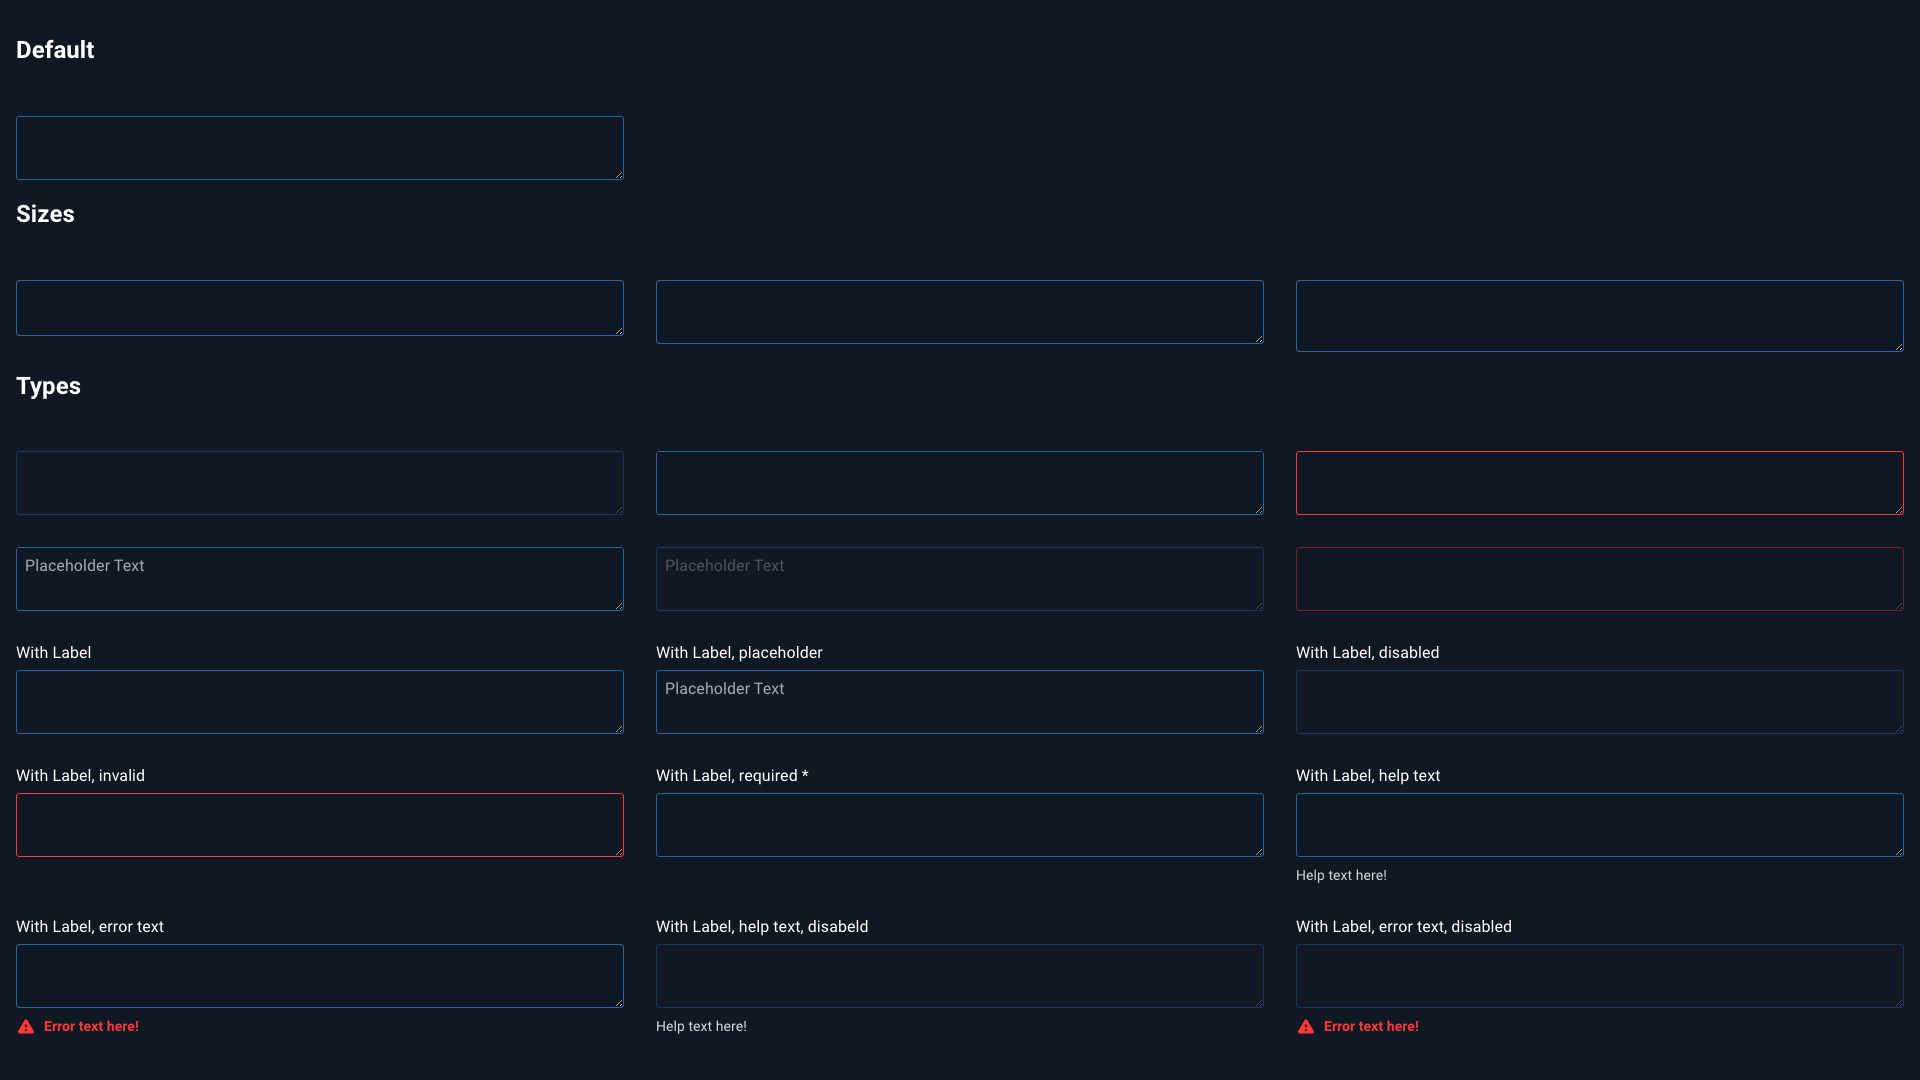 Default
Sizes
Types
Placeholder Text
Placeholder Text
With Label
With Label, placeholder
With Label, disabled
Placeholder Text
With Label, invalid
With Label, required *
With Label, help text
Help text here!
With Label, error text
With Label, help text, disabeld
With Label, error text, disabled
Error text here!
Help text here!
Error text here!